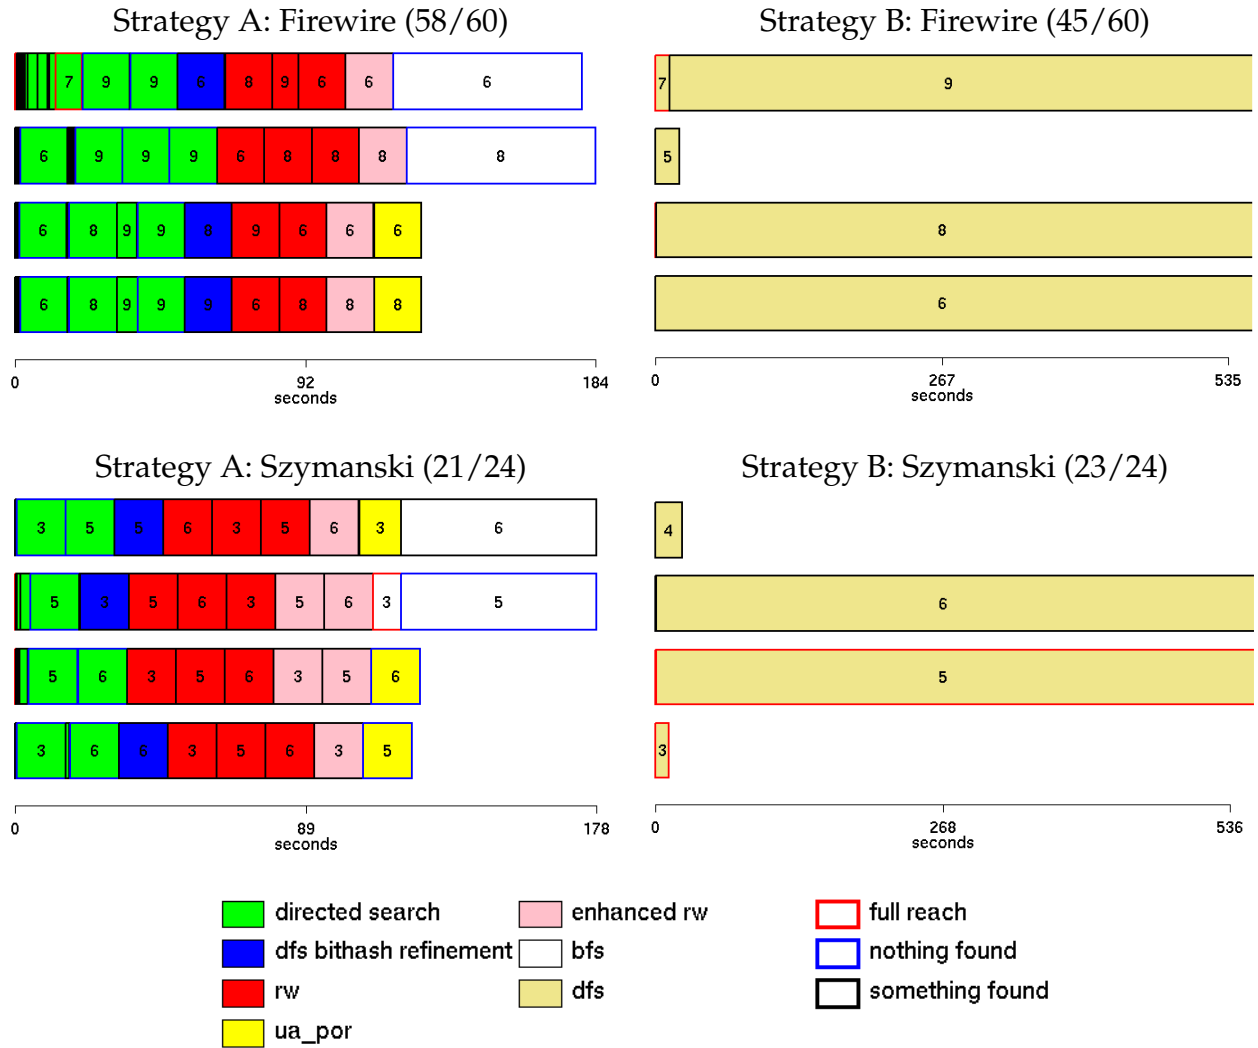 Strategy A: Firewire (58/60)
7 9 9 6 8 9 6 6 6
6 9 9 9 6 8 8 8 8
6 8 9 9 8 9 6 6 6
6 8 9 9 9 6 8 8 8
0 92 184
seconds
Strategy B: Firewire (45/60)
7 9
5
8
6
0 267 535
seconds
Strategy A: Szymanski (21/24)
3 5 5 6 3 5 6 3 6
5 3 5 6 3 5 6 3 5
5 6 3 5 6 3 5 6
3 6 6 3 5 6 3 5
0 89 178
seconds
Strategy B: Szymanski (23/24)
4
6
5
3
0 268 536
seconds
directed search
dfs bithash refinement
rw
ua_por
enhanced rw
bfs
dfs
full reach
nothing found
something found